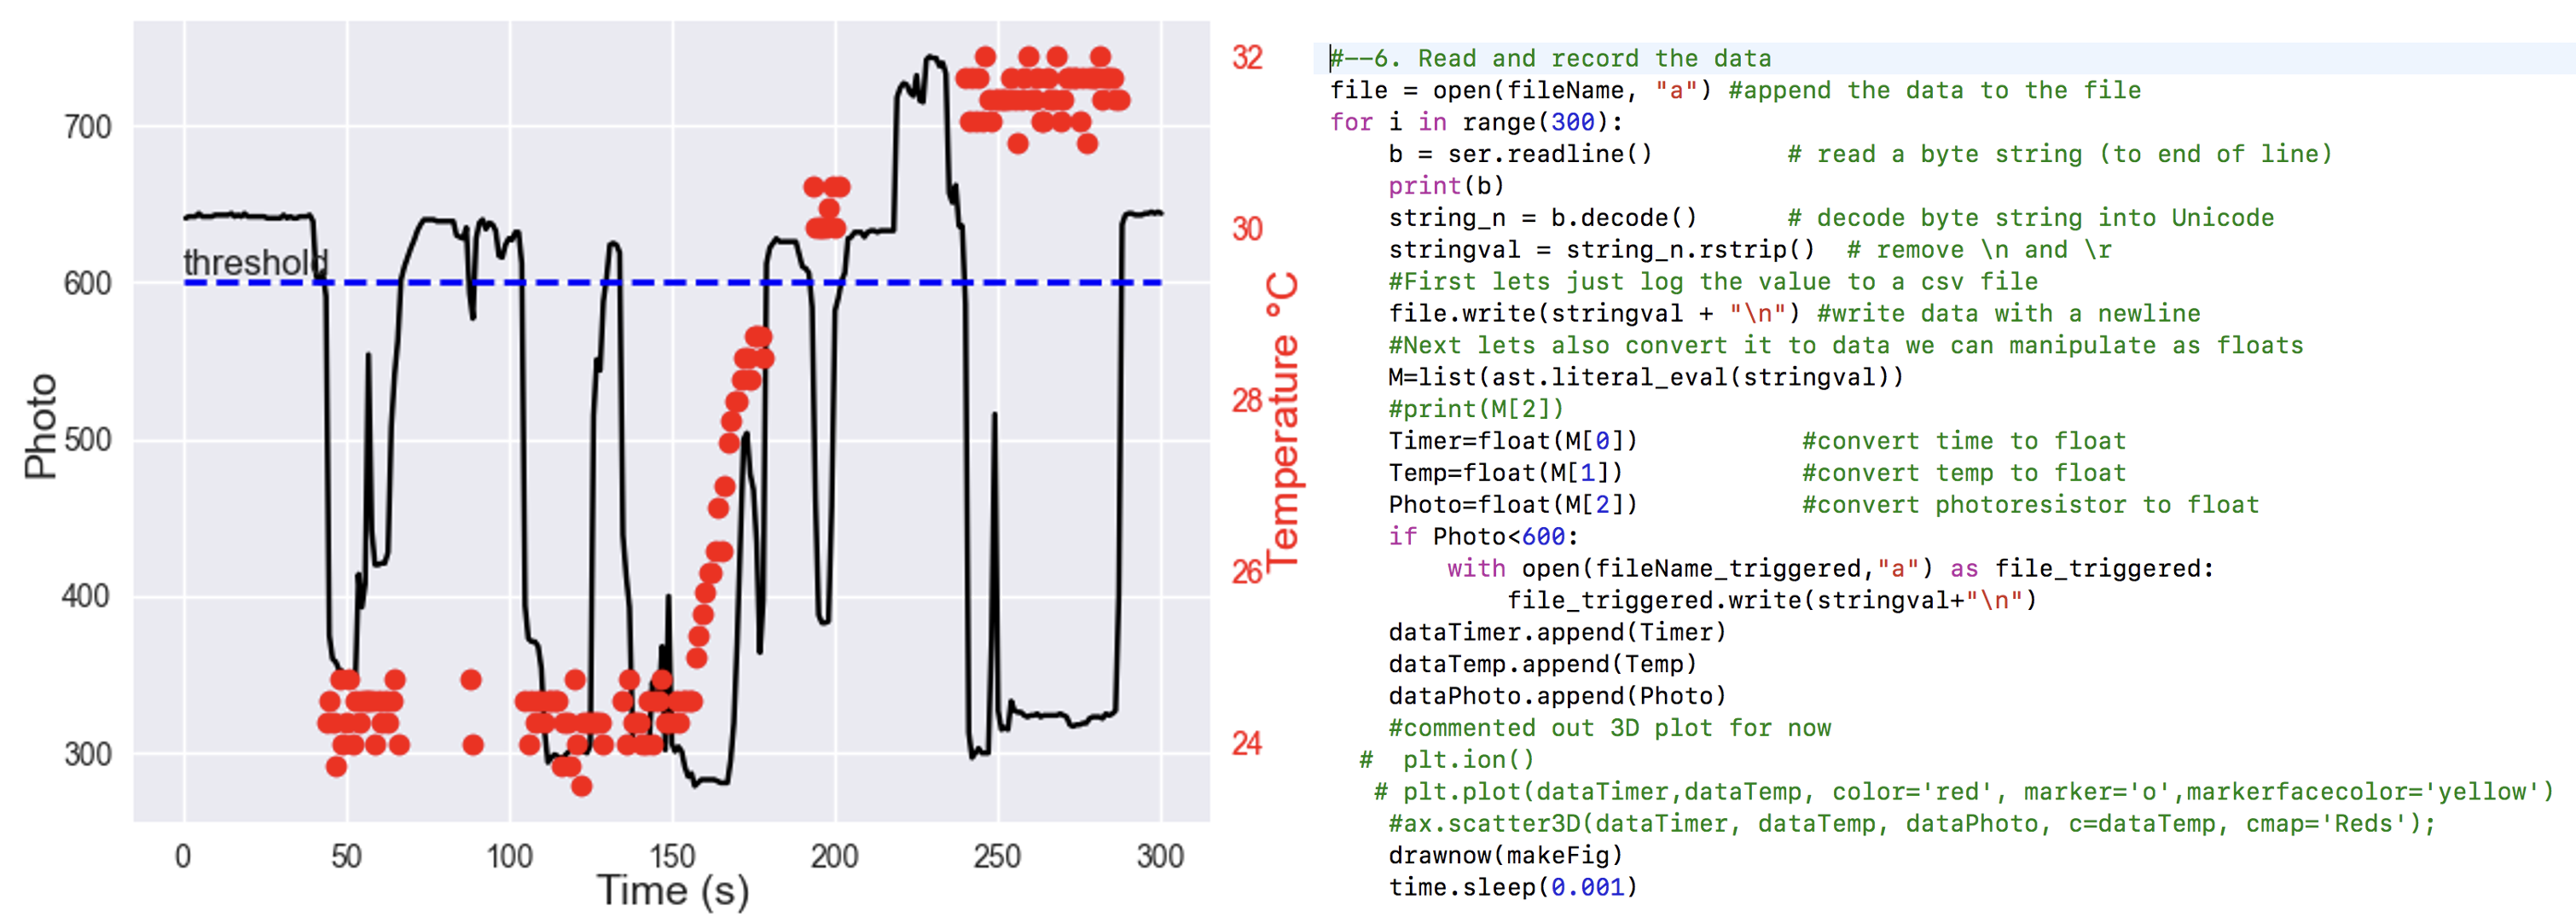 700
600
500
400
300
Photo
threshold
0 50 100 150 200 250 300
Time (s)
32
30
28
26
24
Temperature °C
#--6. Read and record the data
file = open(fileName, "a") #append the data to the file
for i in range(300):
    b = ser.readline()         # read a byte string (to end of line)
    print(b)
    string_n = b.decode()      # decode byte string into Unicode
    stringval = string_n.rstrip()  # remove \n and \r
    #First lets just log the value to a csv file
    file.write(stringval + "\n") #write data with a newline
    #Next lets also convert it to data we can manipulate as floats
    M=list(ast.literal_eval(stringval))
    #print(M[2])
    Timer=float(M[0])           #convert time to float
    Temp=float(M[1])            #convert temp to float
    Photo=float(M[2])           #convert photoresistor to float
    if Photo<600:
        with open(fileName_triggered,"a") as file_triggered:
            file_triggered.write(stringval+"\n")
    dataTimer.append(Timer)
    dataTemp.append(Temp)
    dataPhoto.append(Photo)
    #commented out 3D plot for now
  #  plt.ion()
   # plt.plot(dataTimer,dataTemp, color='red', marker='o',markerfacecolor='yellow')
    #ax.scatter3D(dataTimer, dataTemp, dataPhoto, c=dataTemp, cmap='Reds');
    drawnow(makeFig)
    time.sleep(0.001)